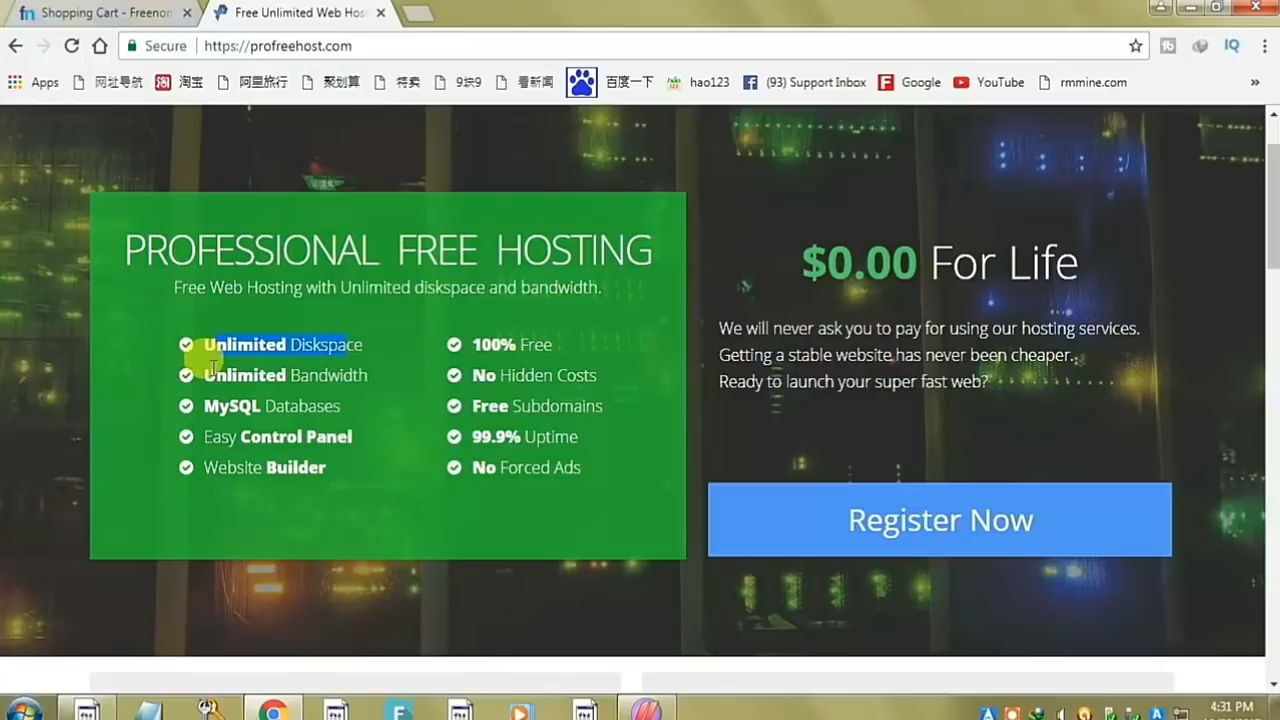 Shopping Cart - Freenom
Free Unlimited Web Hos
Secure
https://profreehost.com
Apps
网址导航
淘宝
阿里旅行
聚划算
特卖
9块9
看新闻
百度一下
hao123
(93) Support Inbox
Google
YouTube
rmmine.com
PROFESSIONAL FREE HOSTING
Free Web Hosting with Unlimited diskspace and bandwidth.
Unlimited Diskspace
Unlimited Bandwidth
MySQL Databases
Easy Control Panel
Website Builder
100% Free
No Hidden Costs
Free Subdomains
99.9% Uptime
No Forced Ads
$0.00 For Life
We will never ask you to pay for using our hosting services.
Getting a stable website has never been cheaper.
Ready to launch your super fast web?
Register Now
4:31 PM